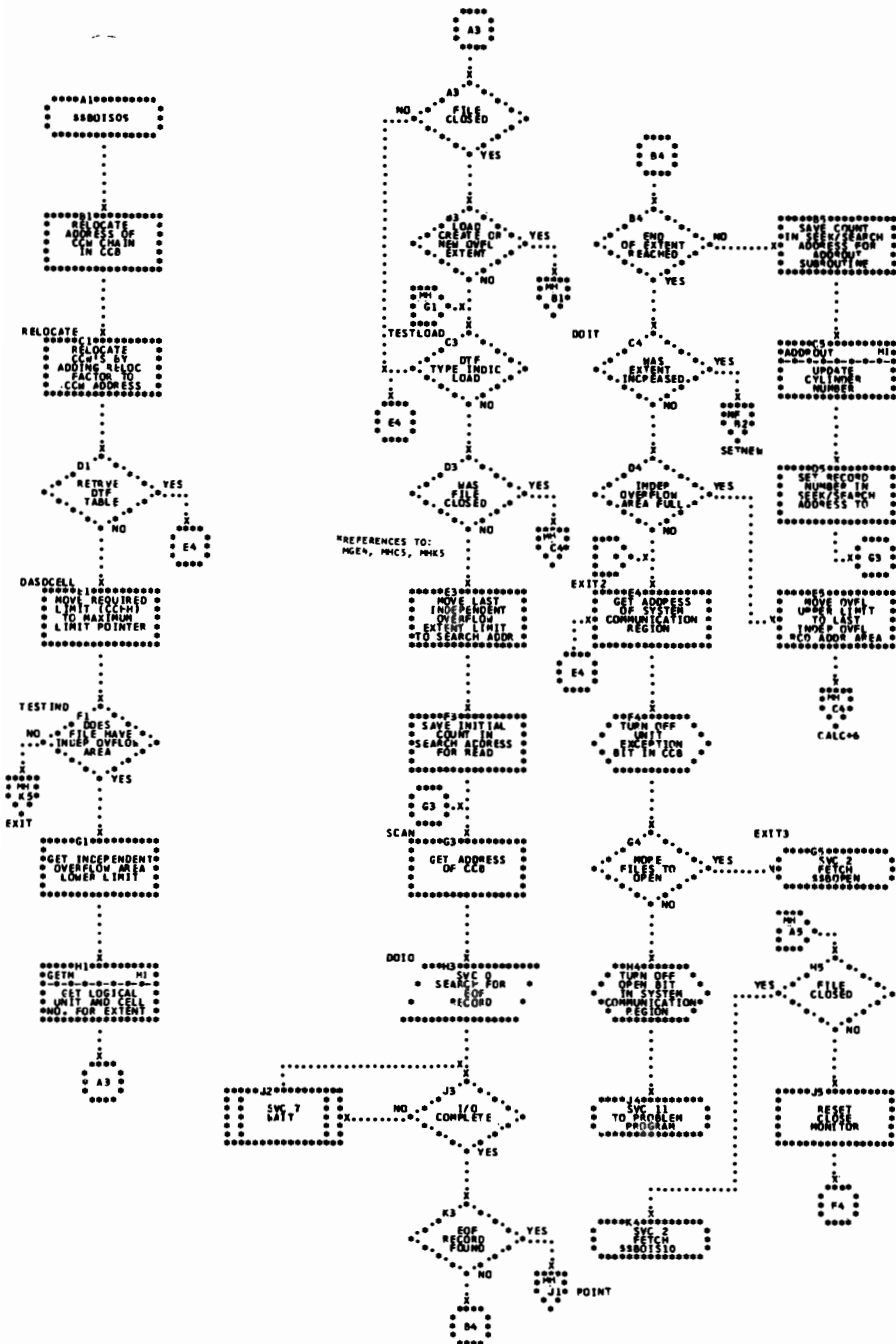 A1
SSBOIS05
B1
RELOCATE
ADDRESS OF
CCW CHAIN
IN CCB
RELOCATE
C1
RELOCATE
CCW'S BY
ADDING RELOC
FACTOR TO
CCW ADDRESS
D1
RETRVE
DTF
TABLE
YES
NO
E4
DASDCELL
E1
MOVE REQUIRED
LIMIT (CCHH)
TO MAXIMUM
LIMIT POINTER
TESTIND
F1
DOES
FILE HAVE
INDEP OVFLOW
AREA
NO
YES
MH
K5
EXIT
G1
GET INDEPENDENT
OVERFLOW AREA
LOWER LIMIT
H1
GETM MI
GET LOGICAL
UNIT AND CELL
NO. FOR EXTENT
A3
A3
A3
FILE
CLOSED
NO
YES
B3
LOAD
CREATE OR
NEW OVFL
EXTENT
YES
NO
MH
B1
MH
G1
TESTLOAD
C3
DTF
TYPE INDIC
LOAD
NO
E4
D3
WAS
FILE
CLOSED
YES
NO
MH
C4
*REFERENCES TO:
MGE4, MHC5, MHK5
E3
MOVE LAST
INDEPENDENT
OVERFLOW
EXTENT LIMIT
TO SEARCH ADDR
F3
SAVE INITIAL
COUNT IN
SEARCH ADDRESS
FOR READ
G3
SCAN
G3
GET ADDRESS
OF CCB
DOIO
H3
SVC 0
SEARCH FOR
EOF
RECORD
J2
SVC 7
WAIT
J3
I/O
COMPLETE
NO
YES
K3
EOF
RECORD
FOUND
YES
NO
MH
J1
POINT
B4
B4
B4
END
OF EXTENT
REACHED
NO
YES
DOIT
C4
WAS
EXTENT
INCREASED
YES
NO
MF
B2
SETNEW
D4
INDEP
OVERFLOW
AREA FULL
YES
NO
*
EXIT2
E4
GET ADDRESS
OF SYSTEM
COMMUNICATION
REGION
E4
F4
TURN OFF
UNIT
EXCEPTION
BIT IN CCB
G4
MORE
FILES TO
OPEN
YES
NO
H4
TURN OFF
OPEN BIT
IN SYSTEM
COMMUNICATION
REGION
J4
SVC 11
TO PROBLEM
PROGRAM
K4
SVC 2
FETCH
SSBOIS10
B5
SAVE COUNT
IN SEEK/SEARCH
ADDRESS FOR
ADDROUT
SUBROUTINE
C5
ADDROUT MI
UPDATE
CYLINDER
NUMBER
D5
SET RECORD
NUMBER IN
SEEK/SEARCH
ADDRESS TO
G3
E5
MOVE OVFL
UPPER LIMIT
TO LAST
INDEP OVFL
RCD ADDR AREA
MH
C4
CALC+6
EXIT3
G5
SVC 2
FETCH
SSBOPEN
MH
A5
H5
FILE
CLOSED
YES
NO
J5
RESET
CLOSE
MONITOR
F4